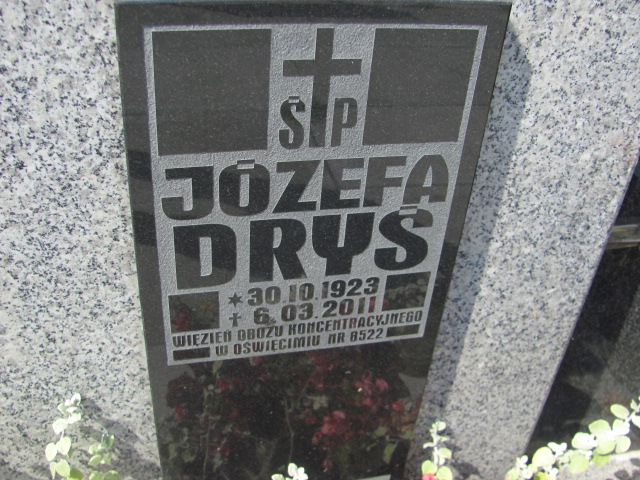 ŚP
JÓZEFA
DRYŚ
* 30.10.1923
† 6.03.2011
WIĘZIEŃ OBOZU KONCENTRACYJNEGO
W OŚWIĘCIMIU NR 8522